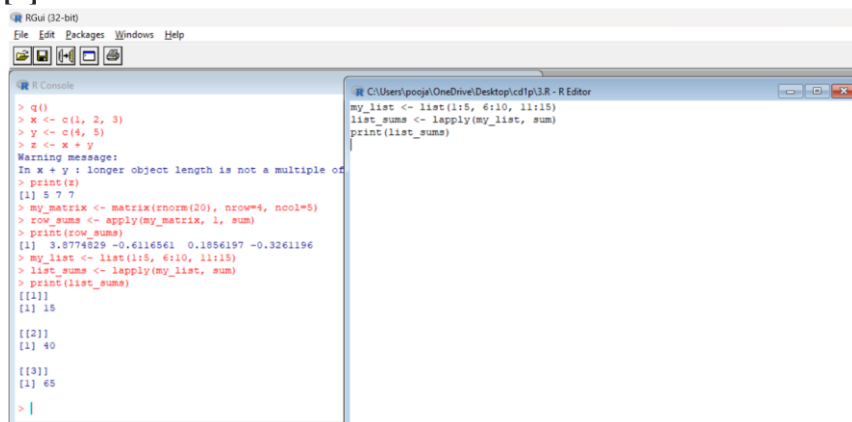 RGui (32-bit)
File Edit Packages Windows Help
R Console
> q()
> x <- c(1, 2, 3)
> y <- c(4, 5)
> z <- x + y
Warning message:
In x + y : longer object length is not a multiple of
> print(z)
[1] 5 7 7
> my_matrix <- matrix(rnorm(20), nrow=4, ncol=5)
> row_sums <- apply(my_matrix, 1, sum)
> print(row_sums)
[1]  3.8774829 -0.6116561  0.1856197 -0.3261196
> my_list <- list(1:5, 6:10, 11:15)
> list_sums <- lapply(my_list, sum)
> print(list_sums)
[[1]]
[1] 15
[[2]]
[1] 40
[[3]]
[1] 65
>
C:\Users\pooja\OneDrive\Desktop\cd1p\3.R - R Editor
my_list <- list(1:5, 6:10, 11:15)
list_sums <- lapply(my_list, sum)
print(list_sums)